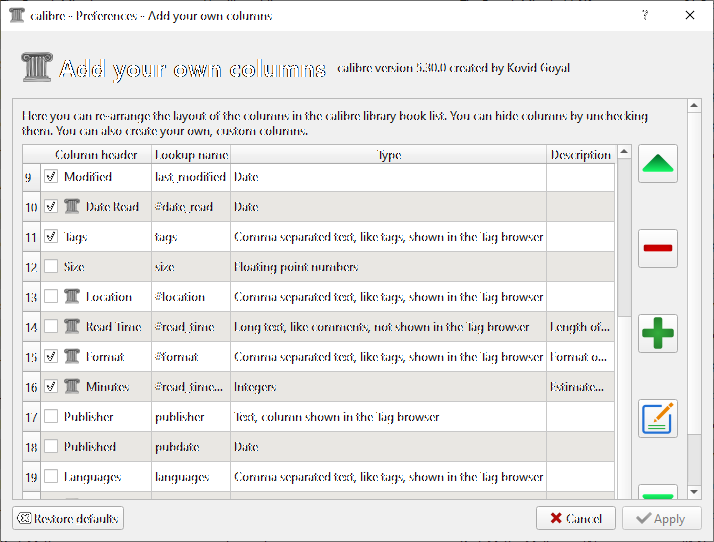 calibre - Preferences - Add your own columns
Add your own columns calibre version 5.30.0 created by Kovid Goyal
Here you can re-arrange the layout of the columns in the calibre library book list. You can hide columns by unchecking
them. You can also create your own, custom columns.
Column header Lookup name Type Description
9 Modified last_modified Date
10 Date Read #date_read Date
11 Tags tags Comma separated text, like tags, shown in the Tag browser
12 Size size Floating point numbers
13 Location #location Comma separated text, like tags, shown in the Tag browser
14 Read Time #read_time Long text, like comments, not shown in the Tag browser Length of...
15 Format #format Comma separated text, like tags, shown in the Tag browser Format o...
16 Minutes #read_time... Integers Estimate...
17 Publisher publisher Text, column shown in the Tag browser
18 Published pubdate Date
19 Languages languages Comma separated text, like tags, shown in the Tag browser
Restore defaults Cancel Apply